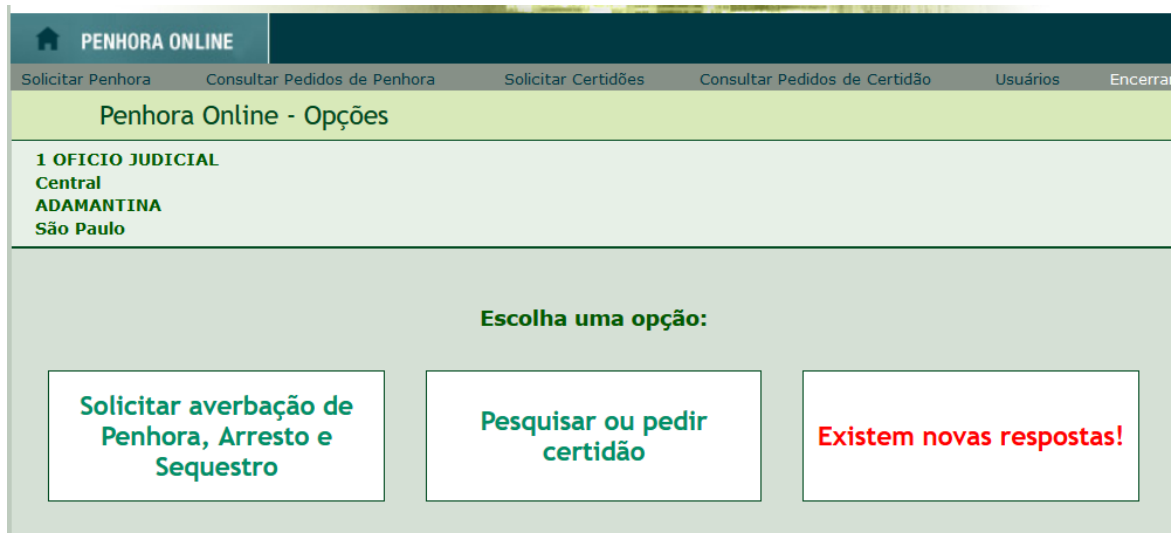 PENHORA ONLINE
Solicitar Penhora Consultar Pedidos de Penhora Solicitar Certidões Consultar Pedidos de Certidão Usuários Encerrar
Penhora Online - Opções
1 OFICIO JUDICIAL
Central
ADAMANTINA
São Paulo
Escolha uma opção:
Solicitar averbação de
Penhora, Arresto e
Sequestro
Pesquisar ou pedir
certidão
Existem novas respostas!